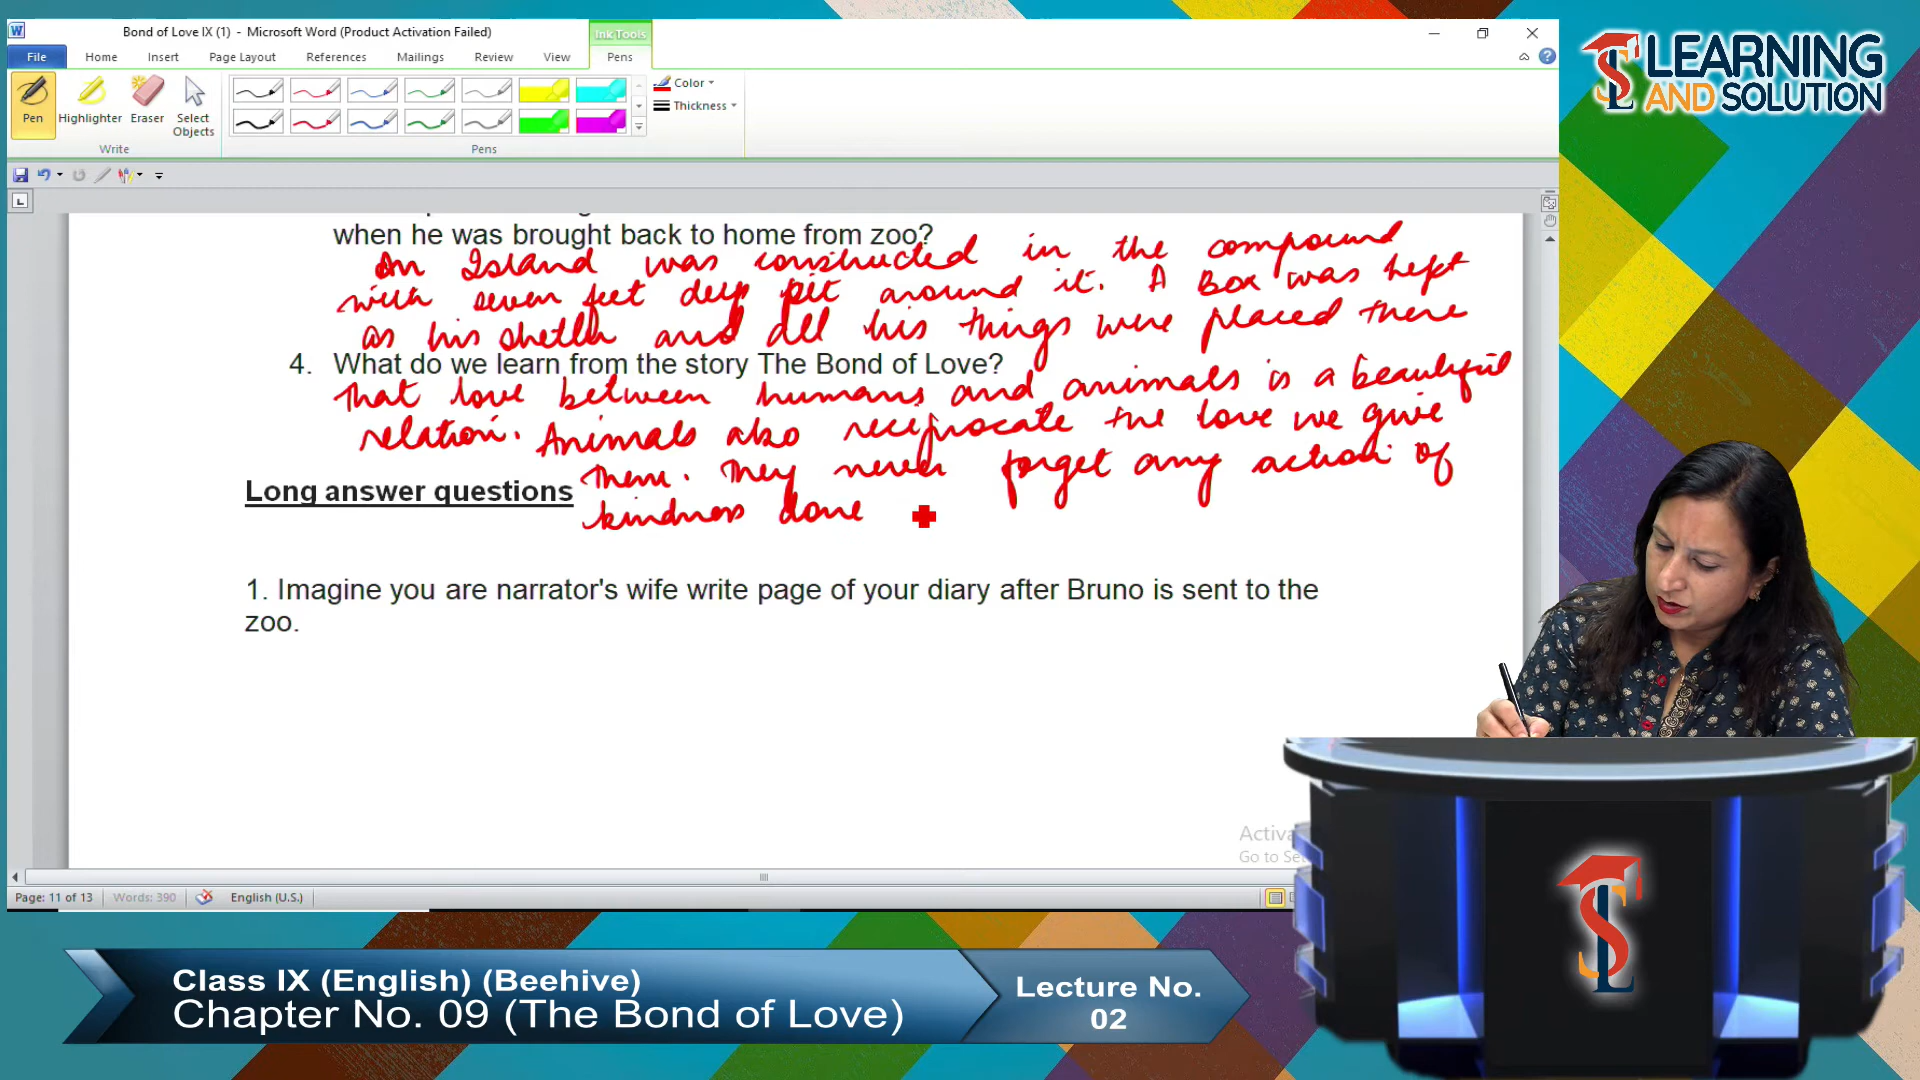 Bond of Love IX (1) - Microsoft Word (Product Activation Failed)
Ink Tools
File Home Insert Page Layout References Mailings Review View Pens
Pen Highlighter Eraser Select Objects
Color
Thickness
Write
Pens
LEARNING
AND SOLUTION
when he was brought back to home from zoo?
An Island was constructed in the compound
with seven feet deep pit around it. A Box was kept
as his and all his things were placed there
4. What do we learn from the story The Bond of Love?
That love between humans and animals is a beautiful
relation. Animals also reciprocate the love we give
them. They never forget any action of
Long answer questions
kindness done
1. Imagine you are narrator's wife write page of your diary after Bruno is sent to the
zoo.
Activa
Go to Se
Page: 11 of 13 Words: 390 English (U.S.)
Class IX (English) (Beehive)
Chapter No. 09 (The Bond of Love)
Lecture No.
02